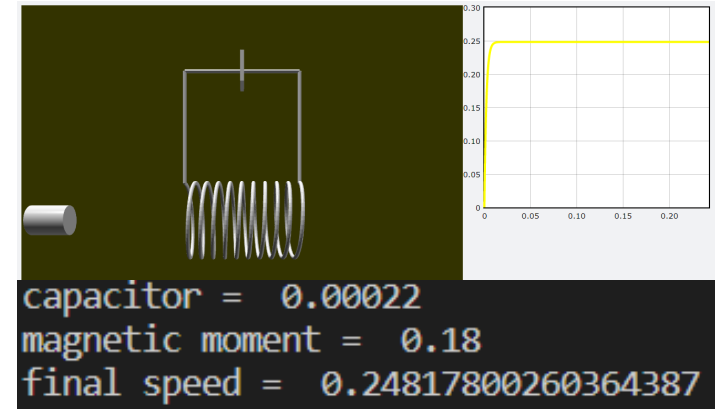 0.30
0.25
0.20
0.15
0.10
0.05
0
0 0.05 0.10 0.15 0.20
capacitor =  0.00022
magnetic moment =  0.18
final speed =  0.24817800260364387